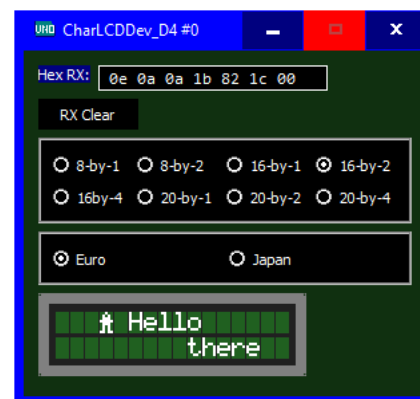 UNO CharLCDDev_D4 #0
Hex RX: 0e 0a 0a 1b 82 1c 00
RX Clear
8-by-1 8-by-2 16-by-1 16-by-2
16by-4 20-by-1 20-by-2 20-by-4
Euro Japan
Hello
there